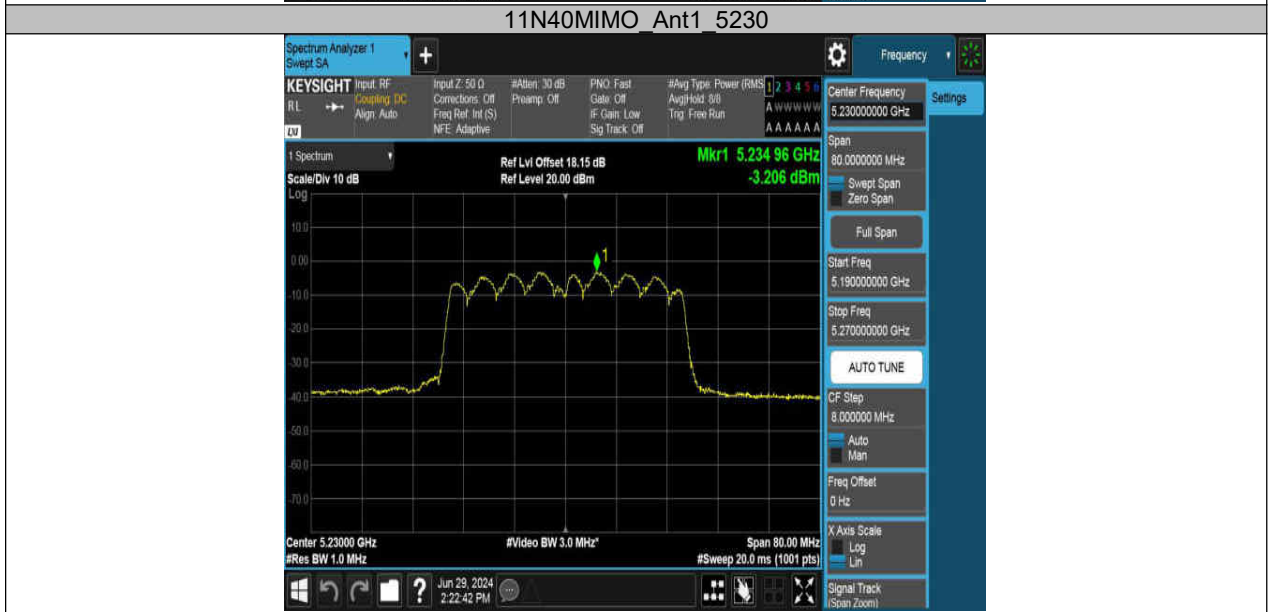 11N40MIMO_Ant1_5230
Spectrum Analyzer 1
Swept SA
+
Frequency
KEYSIGHT
RL
LXI
Input: RF
Coupling: DC
Align: Auto
Input Z: 50 Ω
Corrections: Off
Freq Ref: Int (S)
NFE: Adaptive
#Atten: 30 dB
Preamp: Off
PNO: Fast
Gate: Off
IF Gain: Low
Sig Track: Off
#Avg Type: Power (RMS
Avg|Hold: 8/8
Trig: Free Run
1 2 3 4 5 6
A W W W W W
A A A A A A
Center Frequency
5.230000000 GHz
Settings
Span
80.0000000 MHz
Swept Span
Zero Span
Full Span
Start Freq
5.190000000 GHz
Stop Freq
5.270000000 GHz
AUTO TUNE
CF Step
8.000000 MHz
Auto
Man
Freq Offset
0 Hz
X Axis Scale
Log
Lin
Signal Track
(Span Zoom)
1 Spectrum
Scale/Div 10 dB
Log
Ref Lvl Offset 18.15 dB
Ref Level 20.00 dBm
Mkr1 5.234 96 GHz
-3.206 dBm
10.0
0.00
1
-10.0
-20.0
-30.0
-40.0
-50.0
-60.0
-70.0
Center 5.23000 GHz
#Res BW 1.0 MHz
#Video BW 3.0 MHz*
Span 80.00 MHz
#Sweep 20.0 ms (1001 pts)
?
Jun 29, 2024
2:22:42 PM